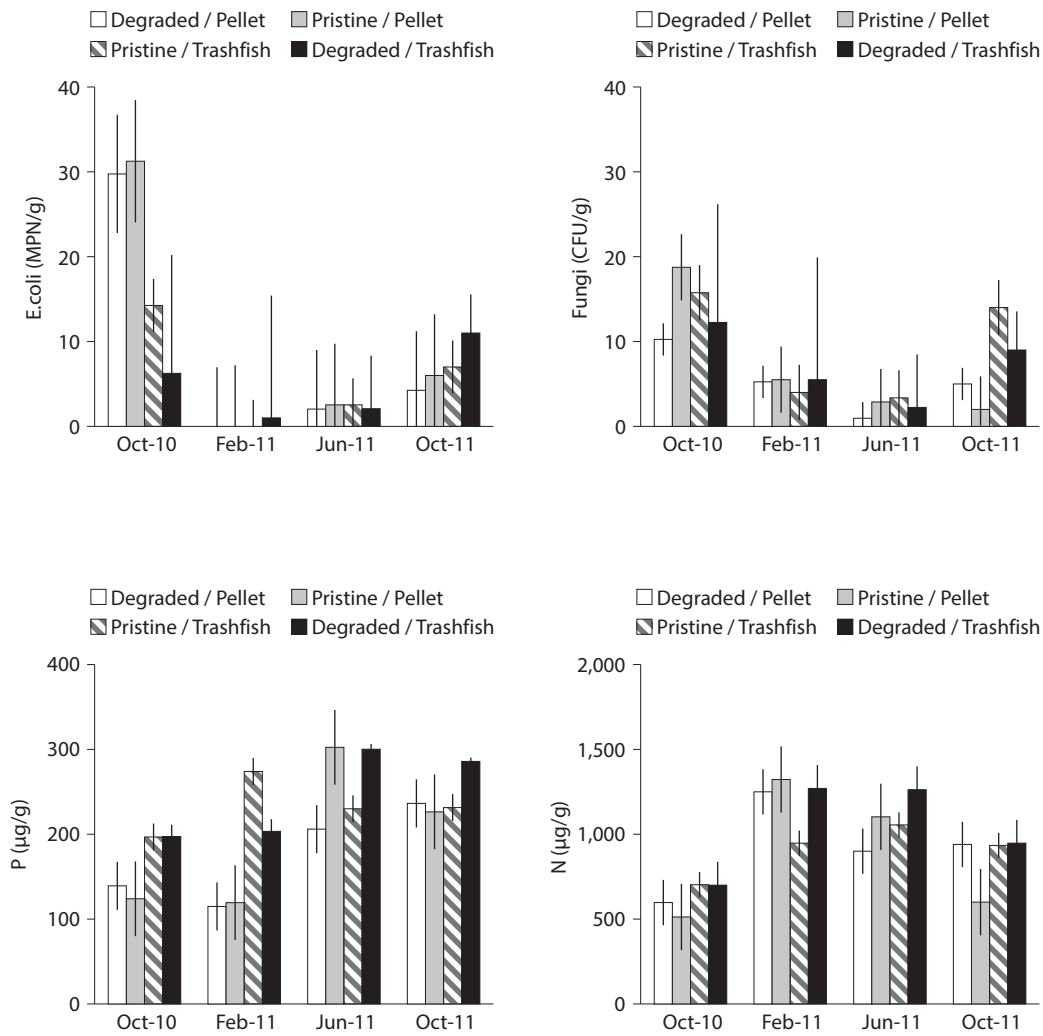 Degraded / Pellet Pristine / Pellet
Pristine / Trashfish Degraded / Trashfish
40
30
20
10
0
E.coli (MPN/g)
Oct-10 Feb-11 Jun-11 Oct-11
Degraded / Pellet Pristine / Pellet
Pristine / Trashfish Degraded / Trashfish
40
30
20
10
0
Fungi (CFU/g)
Oct-10 Feb-11 Jun-11 Oct-11
Degraded / Pellet Pristine / Pellet
Pristine / Trashfish Degraded / Trashfish
400
300
200
100
0
P (µg/g)
Oct-10 Feb-11 Jun-11 Oct-11
Degraded / Pellet Pristine / Pellet
Pristine / Trashfish Degraded / Trashfish
2,000
1,500
1,000
500
0
N (µg/g)
Oct-10 Feb-11 Jun-11 Oct-11